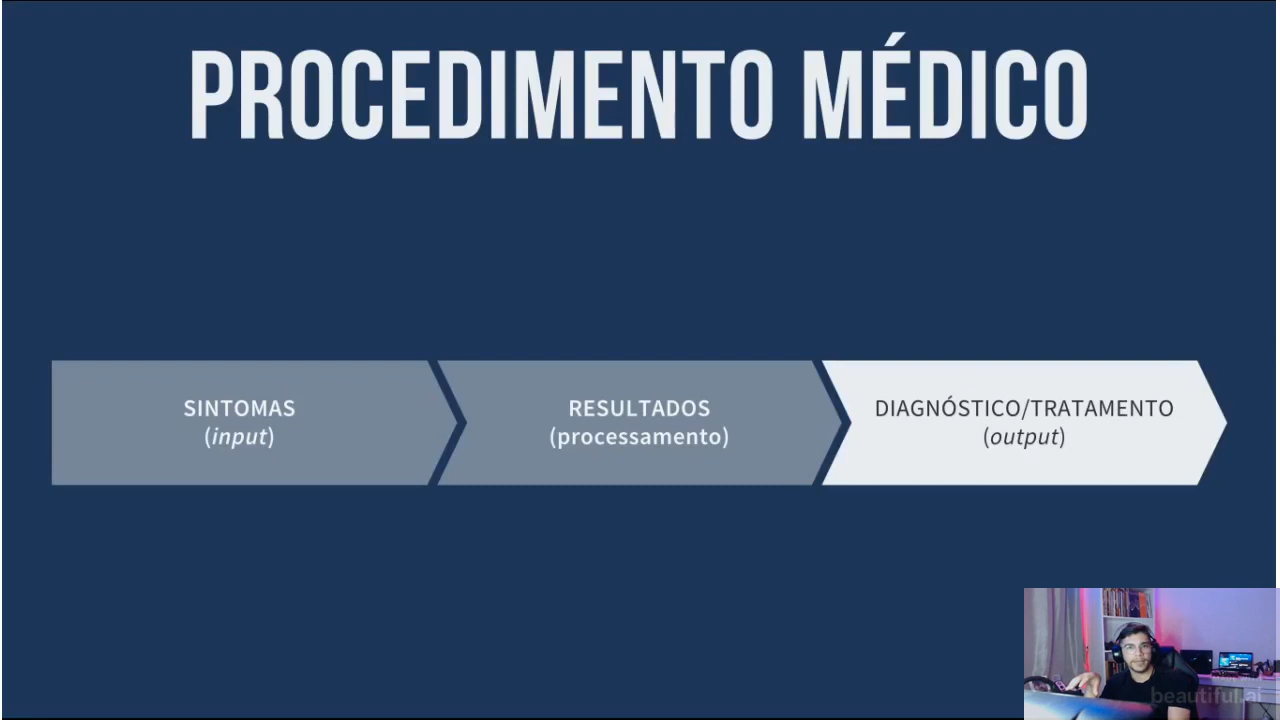 PROCEDIMENTO MÉDICO
SINTOMAS
(input)
RESULTADOS
(processamento)
DIAGNÓSTICO/TRATAMENTO
(output)
beautiful.ai